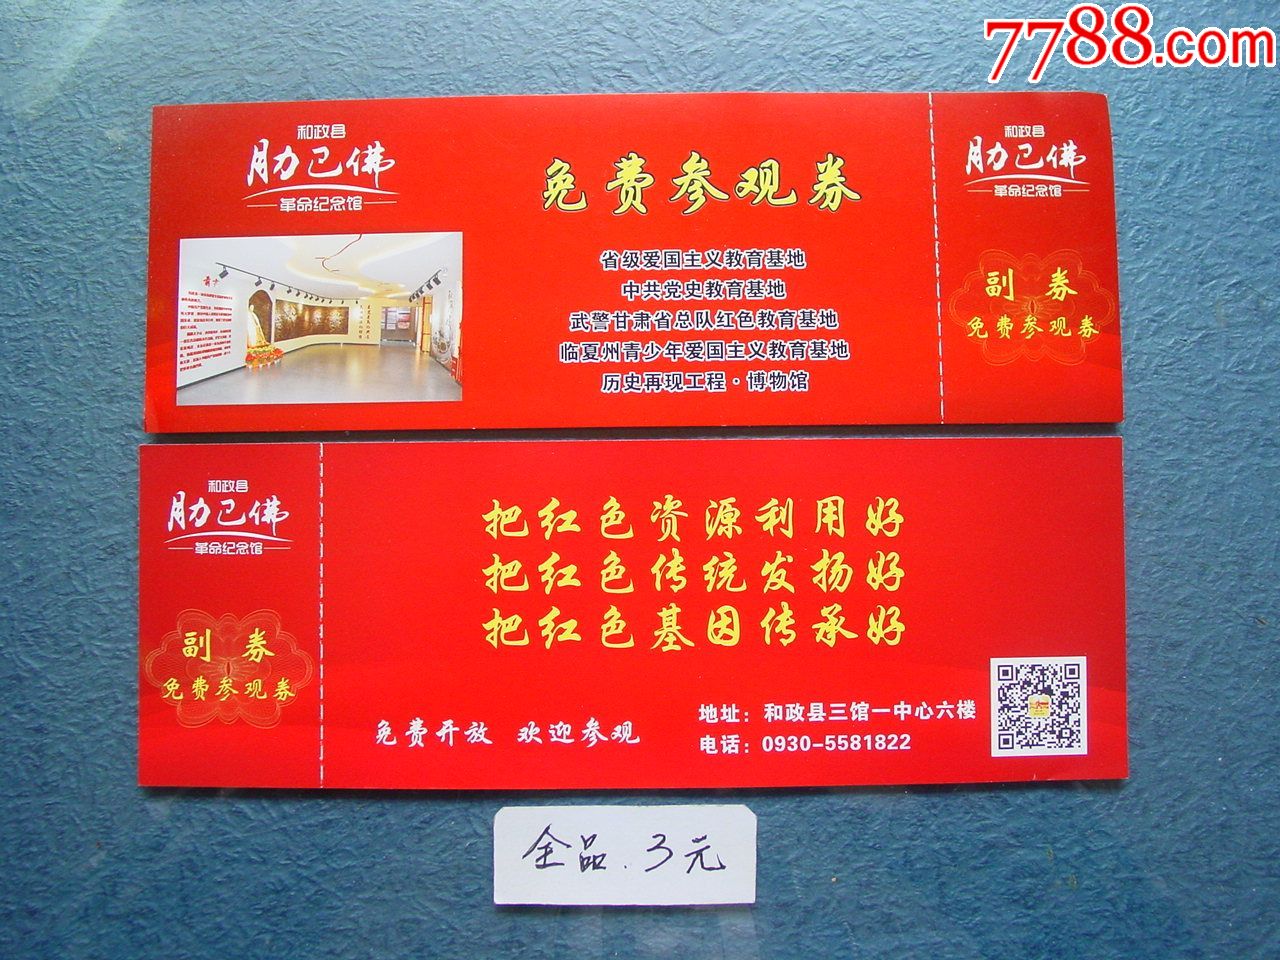 7788.com
和政县
肋巴佛
革命纪念馆
免费参观券
省级爱国主义教育基地
中共党史教育基地
武警甘肃省总队红色教育基地
临夏州青少年爱国主义教育基地
历史再现工程·博物馆
和政县
肋巴佛
革命纪念馆
副 券
免费参观券
和政县
肋巴佛
革命纪念馆
副 券
免费参观券
把红色资源利用好
把红色传统发扬好
把红色基因传承好
免费开放 欢迎参观
地址：和政县三馆一中心六楼
电话：0930-5581822
全品.3元